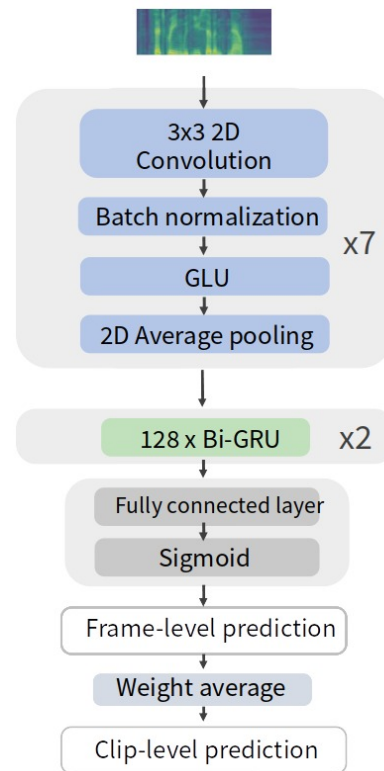 3x3 2D
Convolution
Batch normalization
x7
GLU
2D Average pooling
128 x Bi-GRU
x2
Fully connected layer
Sigmoid
Frame-level prediction
Weight average
Clip-level prediction